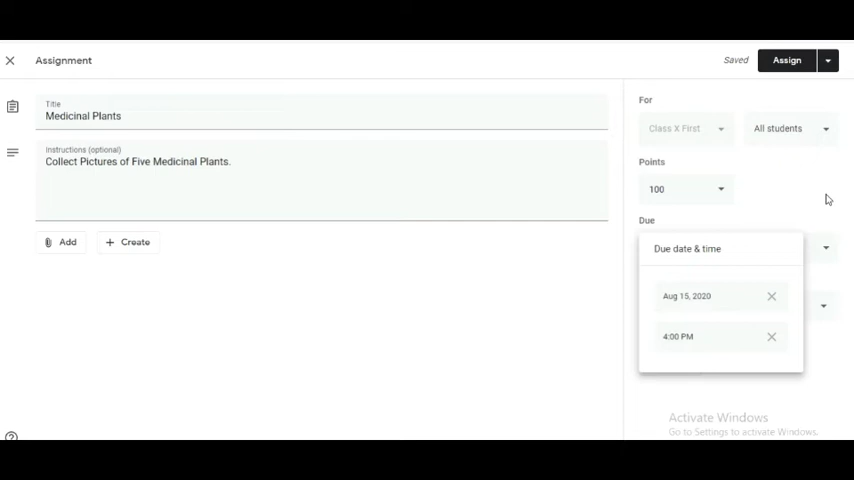 Assignment
Saved
Assign
Title
Medicinal Plants
Instructions (optional)
Collect Pictures of Five Medicinal Plants.
Add
Create
For
Class X First
All students
Points
100
Due
Due date & time
Aug 15, 2020
4:00 PM
Activate Windows
Go to Settings to activate Windows.